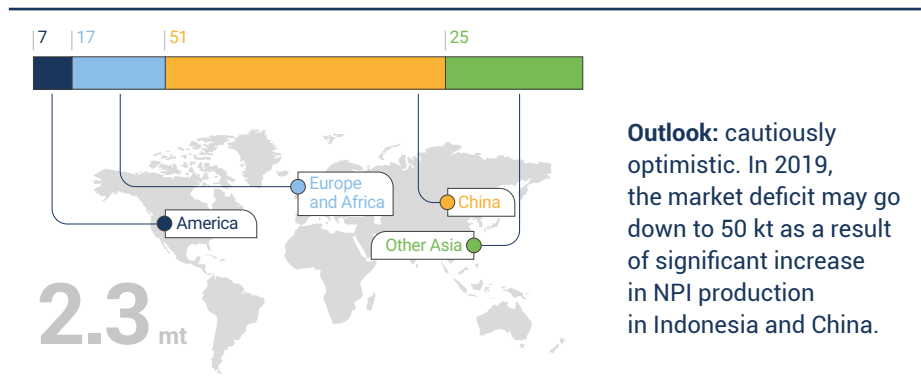 7 17 51 25
Europe
and Africa
China
America
Other Asia
2.3 mt
Outlook: cautiously
optimistic. In 2019,
the market deficit may go
down to 50 kt as a result
of significant increase
in NPI production
in Indonesia and China.